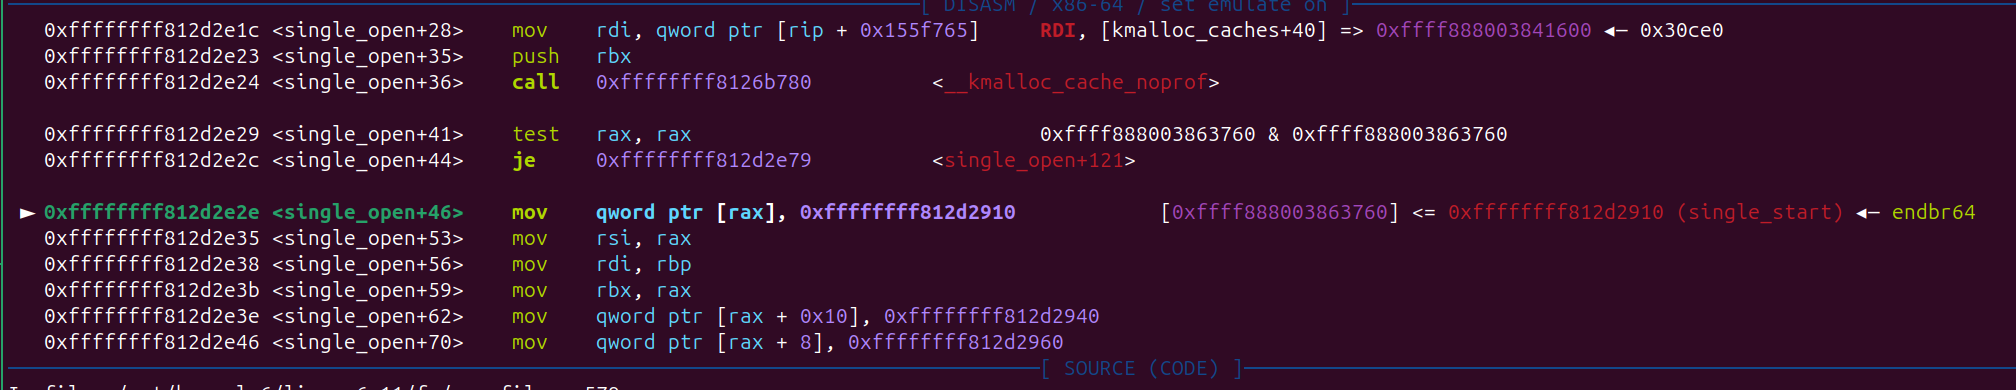 [ DISASM / x86-64 / set emulate on ]
0xffffffff812d2e1c <single_open+28> mov rdi, qword ptr [rip + 0x155f765] RDI, [kmalloc_caches+40] => 0xffff888003841600 ◂— 0x30ce0
0xffffffff812d2e23 <single_open+35> push rbx
0xffffffff812d2e24 <single_open+36> call 0xffffffff8126b780 <__kmalloc_cache_noprof>
0xffffffff812d2e29 <single_open+41> test rax, rax 0xffff888003863760 & 0xffff888003863760
0xffffffff812d2e2c <single_open+44> je 0xffffffff812d2e79 <single_open+121>
► 0xffffffff812d2e2e <single_open+46> mov qword ptr [rax], 0xffffffff812d2910 [0xffff888003863760] <= 0xffffffff812d2910 (single_start) ◂— endbr64
0xffffffff812d2e35 <single_open+53> mov rsi, rax
0xffffffff812d2e38 <single_open+56> mov rdi, rbp
0xffffffff812d2e3b <single_open+59> mov rbx, rax
0xffffffff812d2e3e <single_open+62> mov qword ptr [rax + 0x10], 0xffffffff812d2940
0xffffffff812d2e46 <single_open+70> mov qword ptr [rax + 8], 0xffffffff812d2960
[ SOURCE (CODE) ]